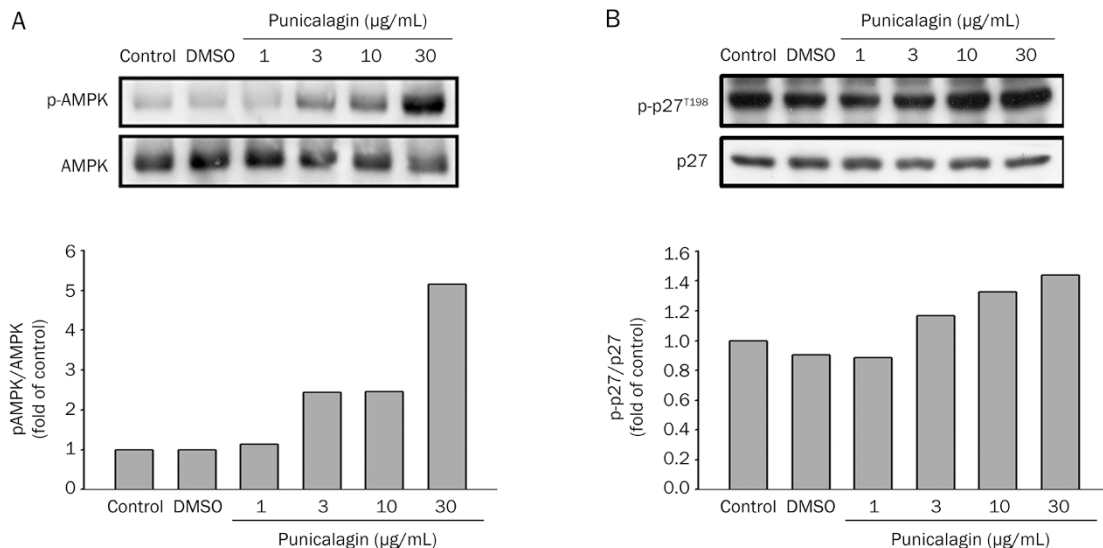 A
Punicalagin (µg/mL)
Control DMSO 1 3 10 30
p-AMPK
AMPK
6
5
4
3
2
1
0
pAMPK/AMPK
(fold of control)
Control DMSO 1 3 10 30
Punicalagin (µg/mL)
B
Punicalagin (µg/mL)
Control DMSO 1 3 10 30
p-p27T198
p27
1.6
1.4
1.2
1.0
0.8
0.6
0.4
0.2
0.0
p-p27/p27
(fold of control)
Control DMSO 1 3 10 30
Punicalagin (µg/mL)